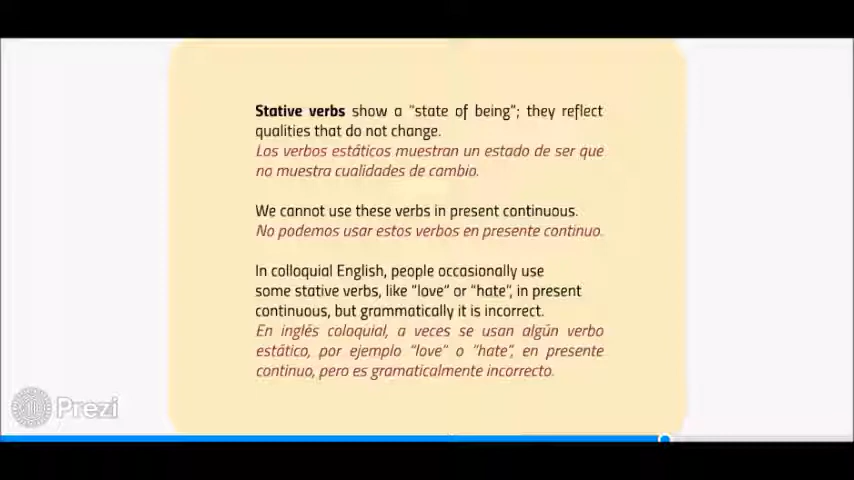 Stative verbs show a "state of being"; they reflect
qualities that do not change.
Los verbos estáticos muestran un estado de ser que
no muestra cualidades de cambio.
We cannot use these verbs in present continuous.
No podemos usar estos verbos en presente continuo.
In colloquial English, people occasionally use
some stative verbs, like "love" or "hate", in present
continuous, but grammatically it is incorrect.
En inglés coloquial, a veces se usan algún verbo
estático, por ejemplo "love" o "hate", en presente
continuo, pero es gramaticalmente incorrecto.
Prezi